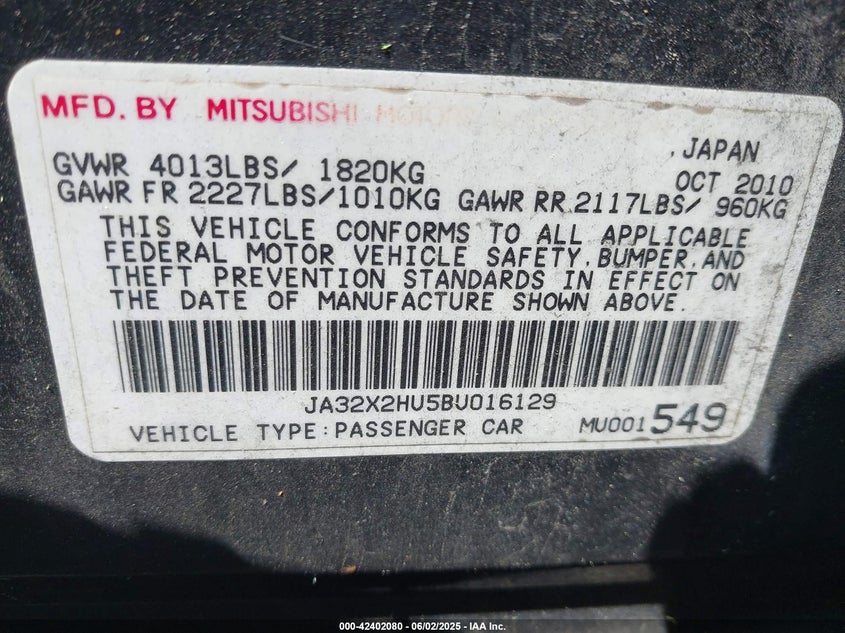 MFD. BY MITSUBISHI MOTORS
JAPAN
GVWR 4013LBS/ 1820KG OCT 2010
GAWR FR 2227LBS/1010KG GAWR RR 2117LBS/ 960KG
THIS VEHICLE CONFORMS TO ALL APPLICABLE
FEDERAL MOTOR VEHICLE SAFETY, BUMPER, AND
THEFT PREVENTION STANDARDS IN EFFECT ON
THE DATE OF MANUFACTURE SHOWN ABOVE.
JA32X2HU5BU016129
VEHICLE TYPE:PASSENGER CAR MU001549
000-42402080 - 06/02/2025 - IAA Inc.